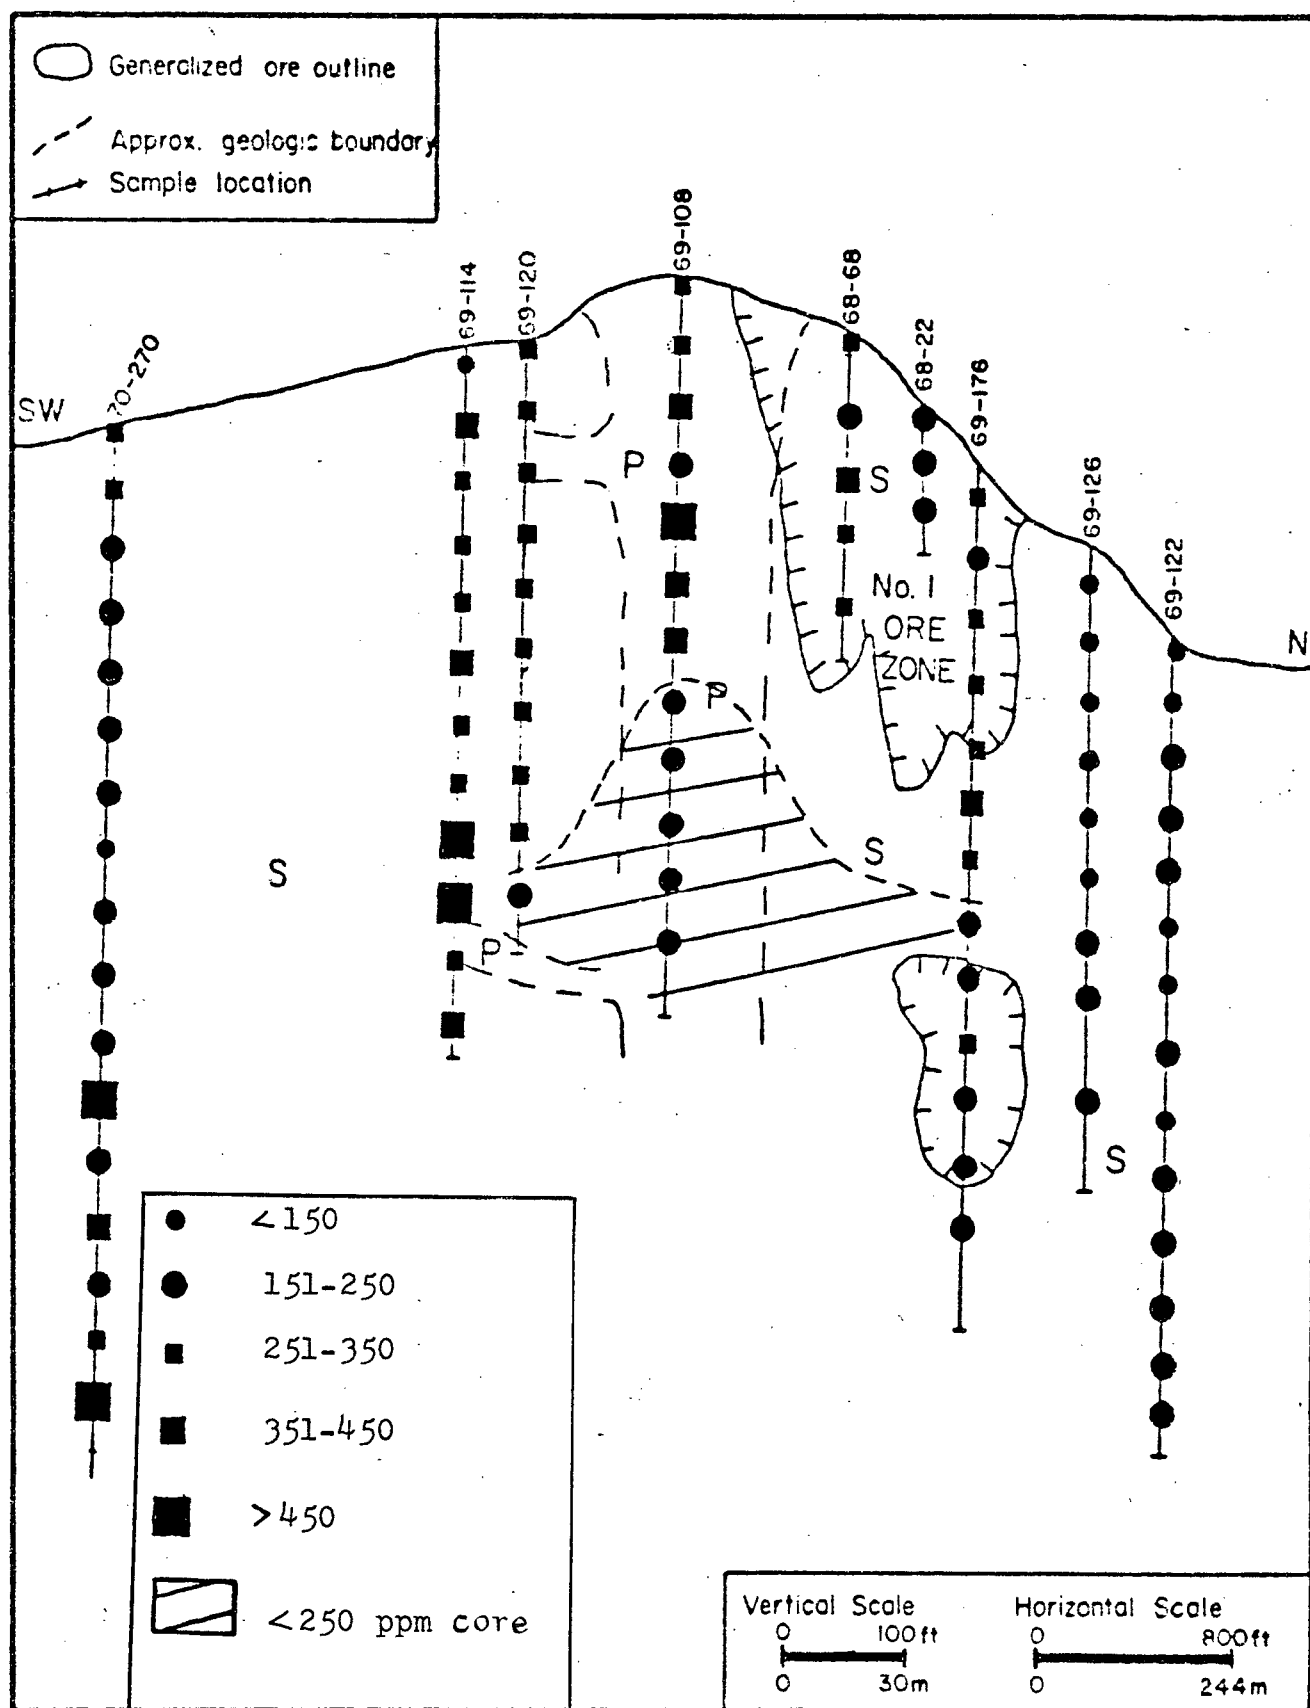 Generalized ore outline
Approx. geologic boundary
Sample location
69-108
69-114
69-120
68-68
68-22
70-270
SW
69-176
P
S
69-126
69-122
No. 1
ORE
ZONE
N
P
S
S
P
S
<150
151-250
251-350
351-450
>450
<250 ppm core
Vertical Scale
0 100ft
0 30m
Horizontal Scale
0 800ft
0 244m